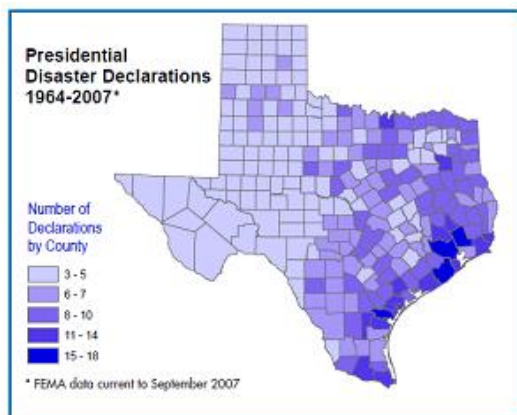 Presidential
Disaster Declarations
1964-2007*
Number of
Declarations
by County
3 - 5
6 - 7
8 - 10
11 - 14
15 - 18
* FEMA data current to September 2007